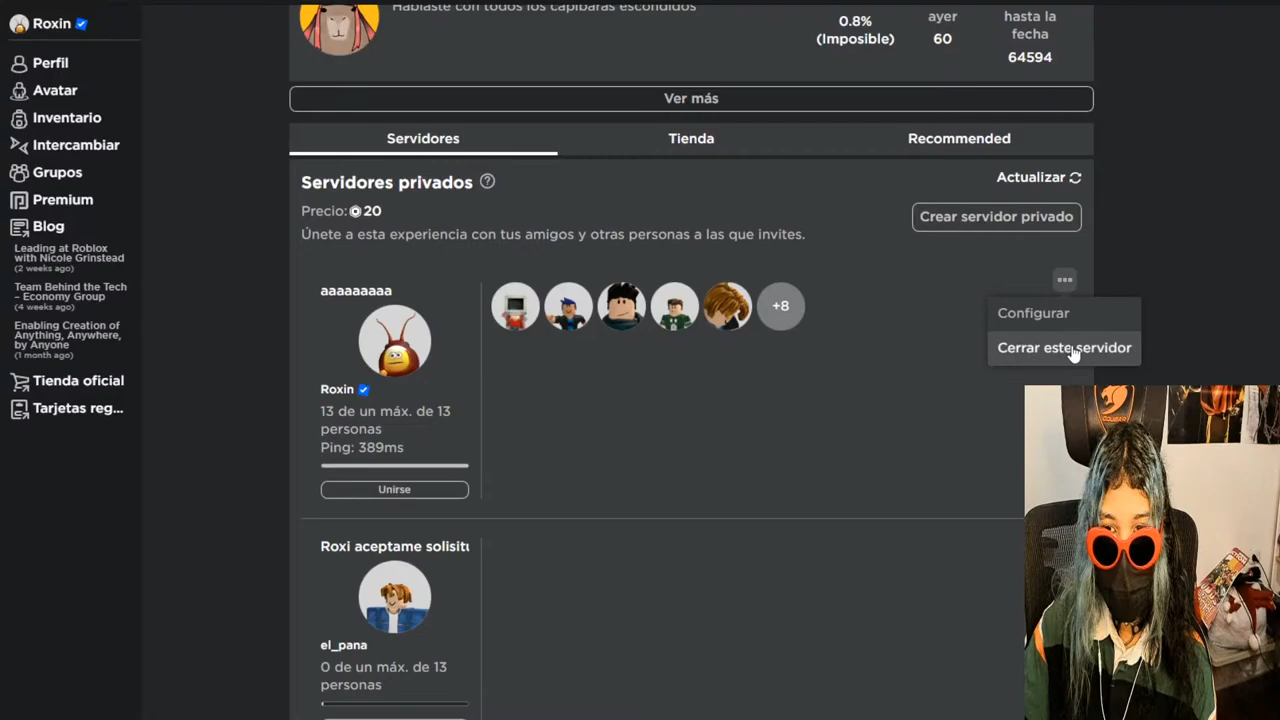 Roxin
Perfil
Avatar
Inventario
Intercambiar
Grupos
Premium
Blog
Leading at Roblox
with Nicole Grinstead
(2 weeks ago)
Team Behind the Tech
– Economy Group
(4 weeks ago)
Enabling Creation of
Anything, Anywhere,
by Anyone
(1 month ago)
Tienda oficial
Tarjetas reg...
Hablaste con todos los capibaras escondidos
0.8%
(Imposible)
ayer
60
hasta la
fecha
64594
Ver más
Servidores
Tienda
Recommended
Servidores privados
Actualizar
Precio: 20
Crear servidor privado
Únete a esta experiencia con tus amigos y otras personas a las que invites.
aaaaaaaaa
+8
Configurar
Cerrar este servidor
Roxin
13 de un máx. de 13
personas
Ping: 389ms
Unirse
Roxi aceptame solisitu
el_pana
0 de un máx. de 13
personas
COUGAR